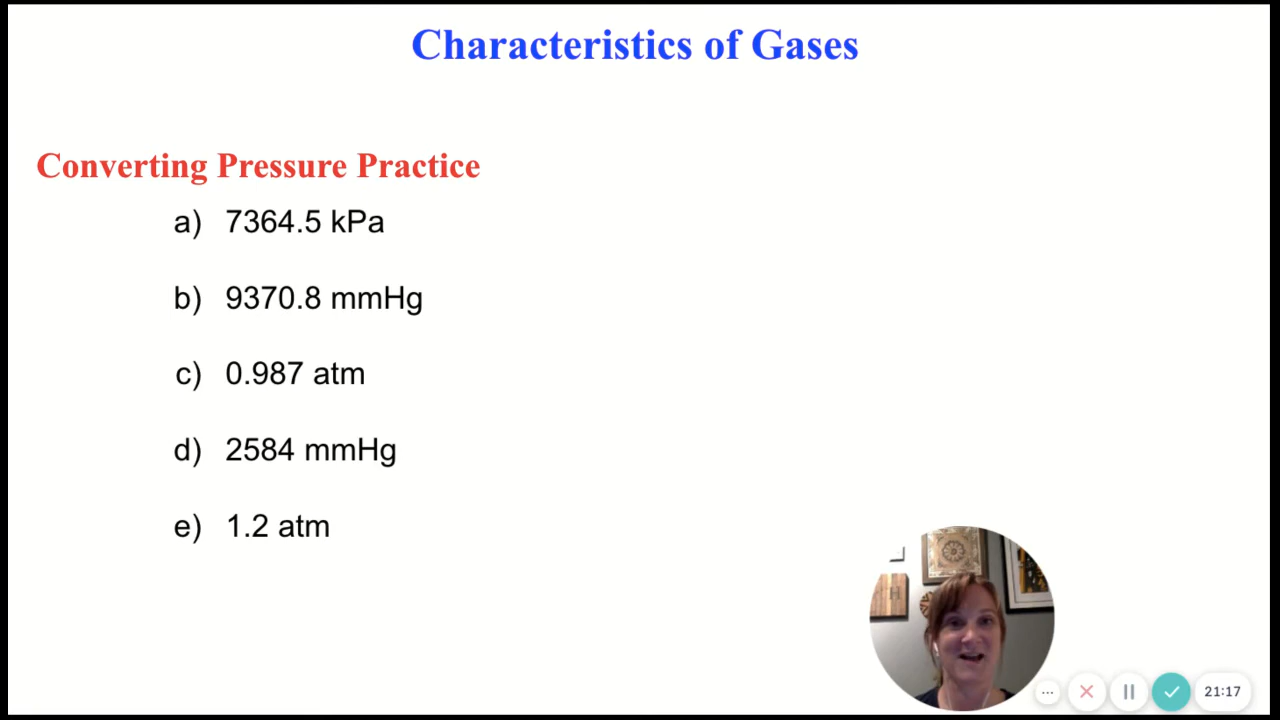 Characteristics of Gases
Converting Pressure Practice
a) 7364.5 kPa
b) 9370.8 mmHg
c) 0.987 atm
d) 2584 mmHg
e) 1.2 atm
H
21:17